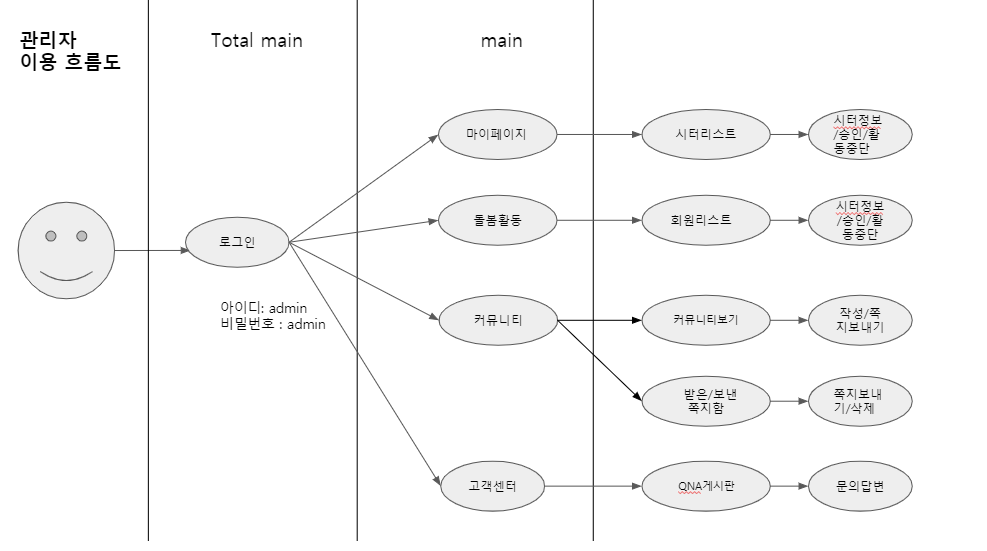 관리자
이용 흐름도
Total main
main
로그인
아이디: admin
비밀번호 : admin
마이페이지
시터리스트
시터정보
/승인/활
동중단
돌봄활동
회원리스트
시터정보
/승인/활
동중단
커뮤니티
커뮤니티보기
작성/쪽
지보내기
받은/보낸
쪽지함
쪽지보내
기/삭제
고객센터
QNA게시판
문의답변